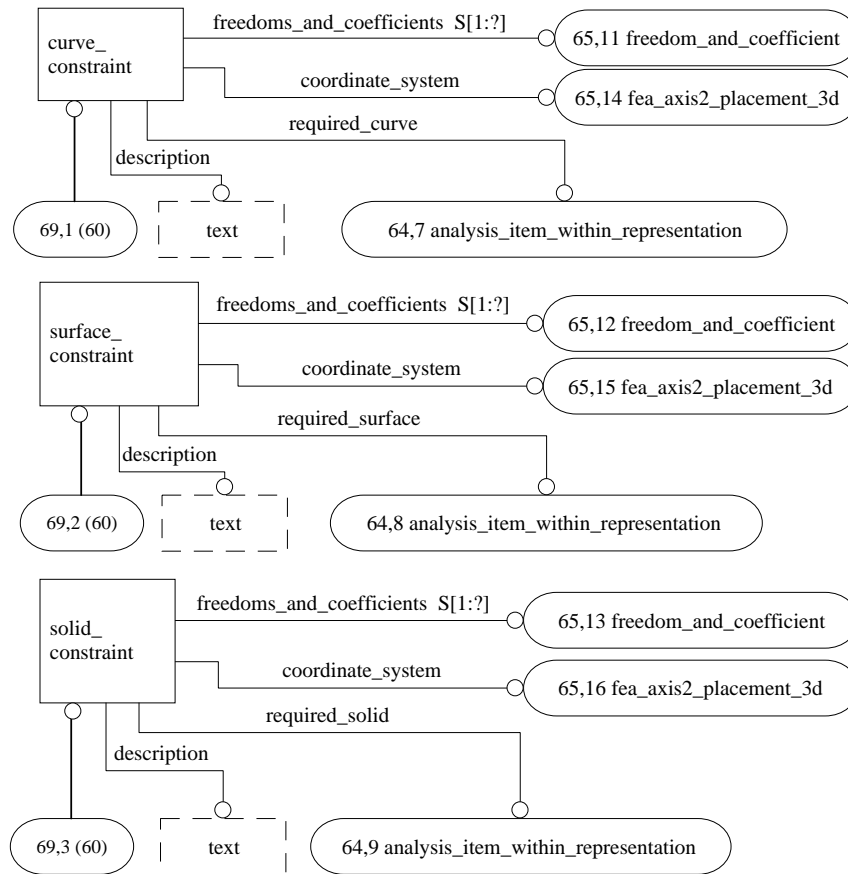 freedoms_and_coefficients S[1:?]
65,11 freedom_and_coefficient
curve_
constraint
coordinate_system
65,14 fea_axis2_placement_3d
required_curve
description
69,1 (60)
text
64,7 analysis_item_within_representation
freedoms_and_coefficients S[1:?]
65,12 freedom_and_coefficient
surface_
constraint
coordinate_system
65,15 fea_axis2_placement_3d
required_surface
description
69,2 (60)
text
64,8 analysis_item_within_representation
freedoms_and_coefficients S[1:?]
65,13 freedom_and_coefficient
solid_
constraint
coordinate_system
65,16 fea_axis2_placement_3d
required_solid
description
69,3 (60)
text
64,9 analysis_item_within_representation